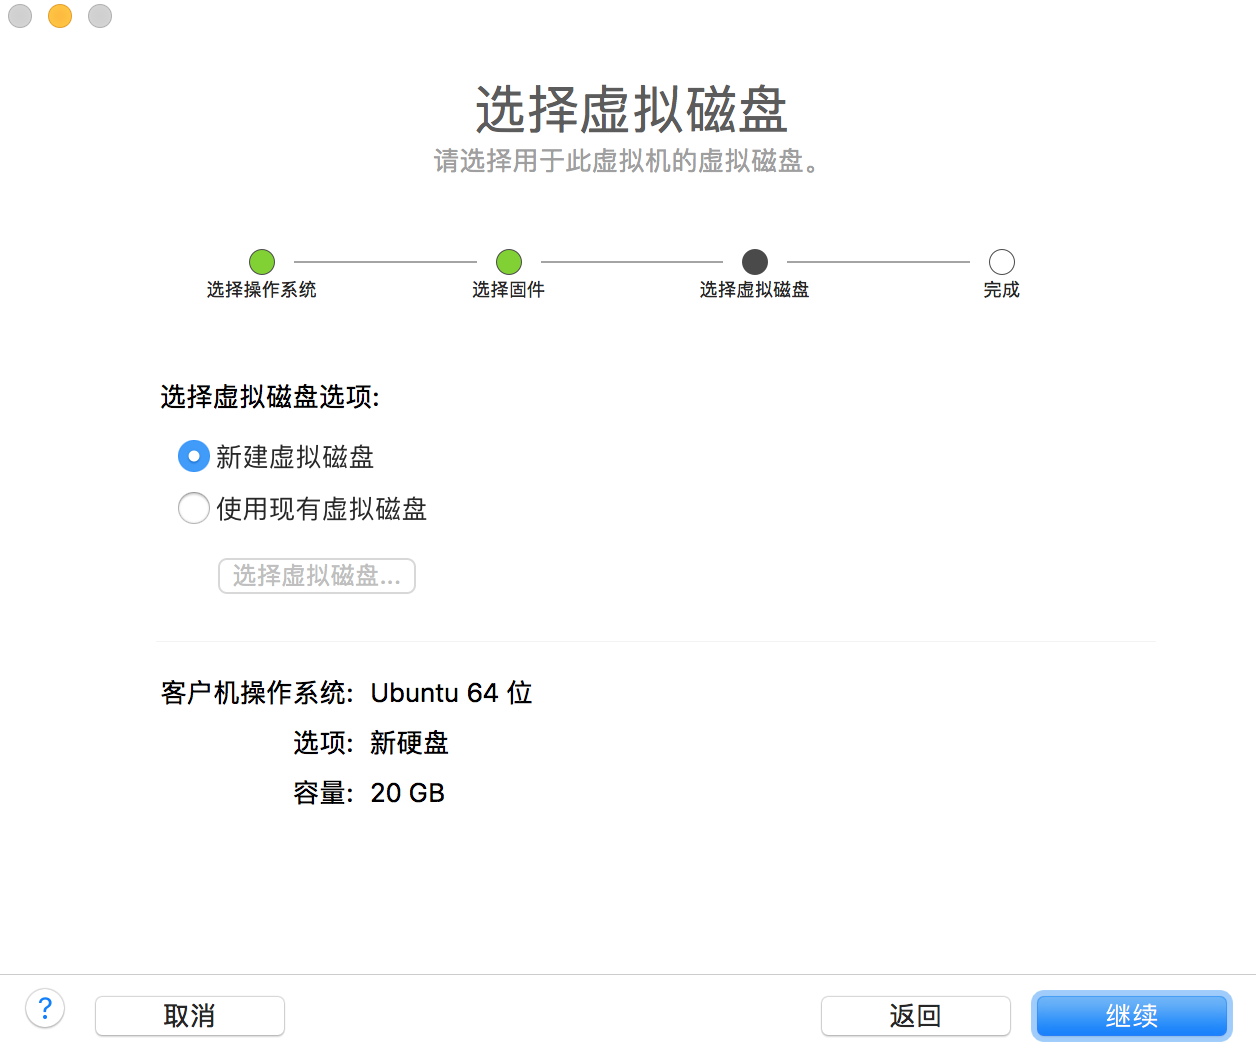 选择虚拟磁盘
请选择用于此虚拟机的虚拟磁盘。
选择操作系统
选择固件
选择虚拟磁盘
完成
选择虚拟磁盘选项:
新建虚拟磁盘
使用现有虚拟磁盘
选择虚拟磁盘...
客户机操作系统: Ubuntu 64 位
选项: 新硬盘
容量: 20 GB
?
取消
返回
继续